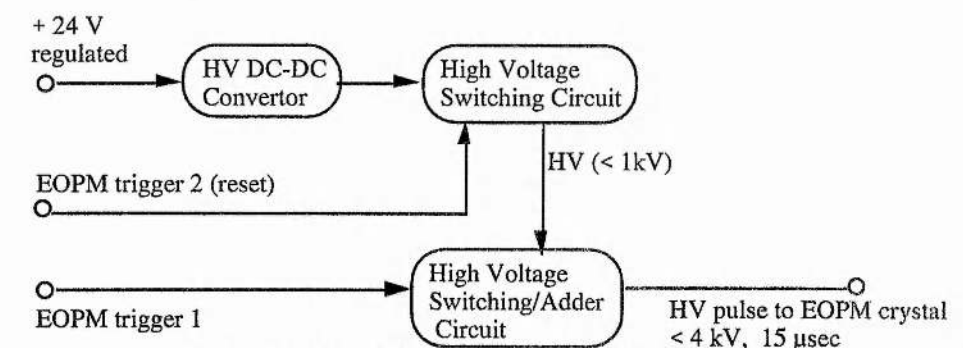 + 24 V
regulated
HV DC-DC
Convertor
High Voltage
Switching Circuit
HV (< 1kV)
EOPM trigger 2 (reset)
High Voltage
Switching/Adder
Circuit
EOPM trigger 1
HV pulse to EOPM crystal
< 4 kV, 15 μsec